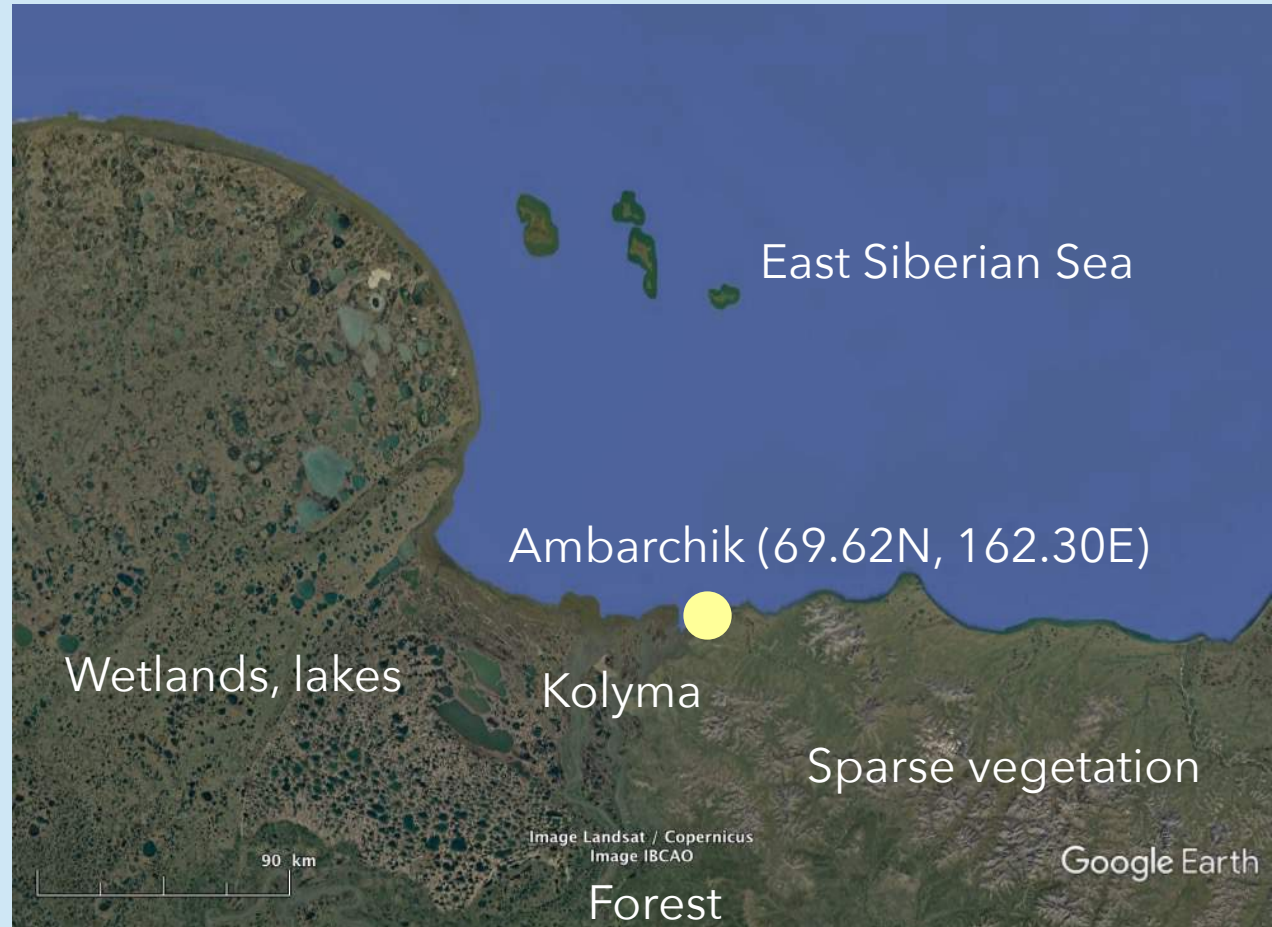 East Siberian Sea
Ambarchik (69.62N, 162.30E)
Wetlands, lakes
Kolyma
Sparse vegetation
Image Landsat / Copernicus
Image IBCAO
90 km
Google Earth
Forest